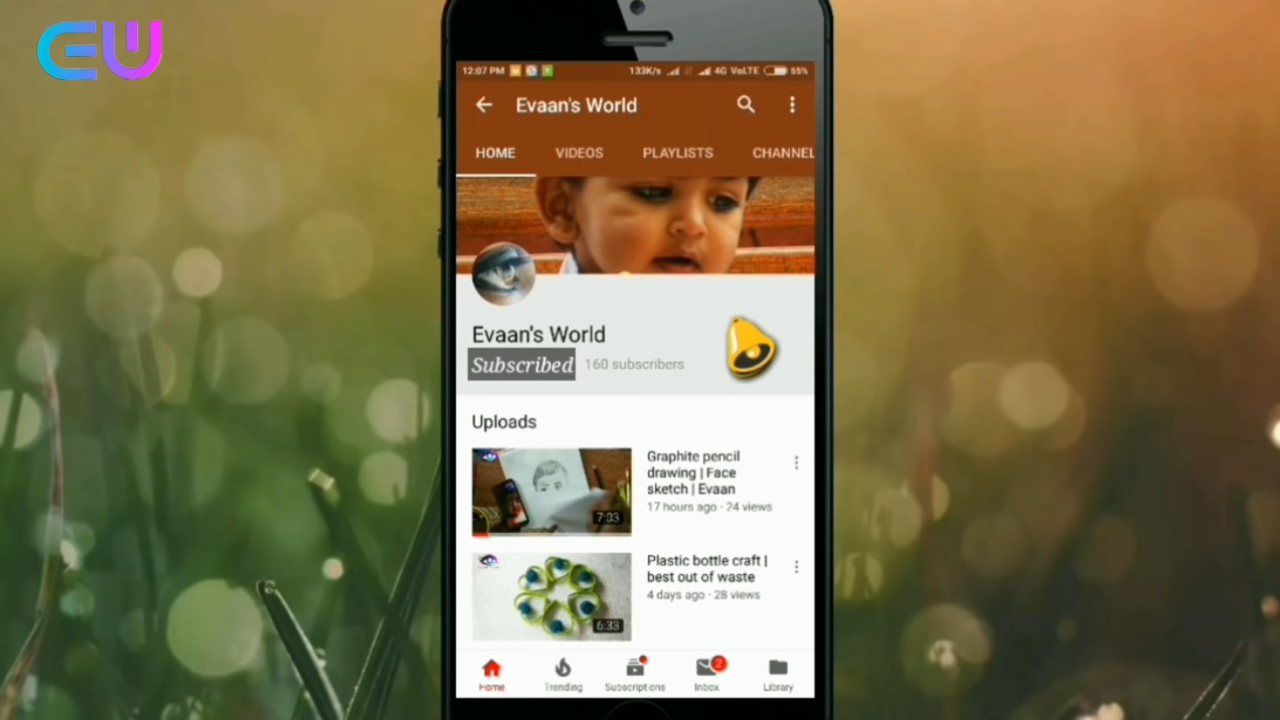 EW
12:07 PM 133K/s 4G VoLTE 55%
Evaan's World
HOME VIDEOS PLAYLISTS CHANNEL
Evaan's World
Subscribed 160 subscribers
Uploads
Graphite pencil
drawing | Face
sketch | Evaan
17 hours ago · 24 views
7:03
Plastic bottle craft |
best out of waste
4 days ago · 28 views
6:33
2
Home Trending Subscriptions Inbox Library